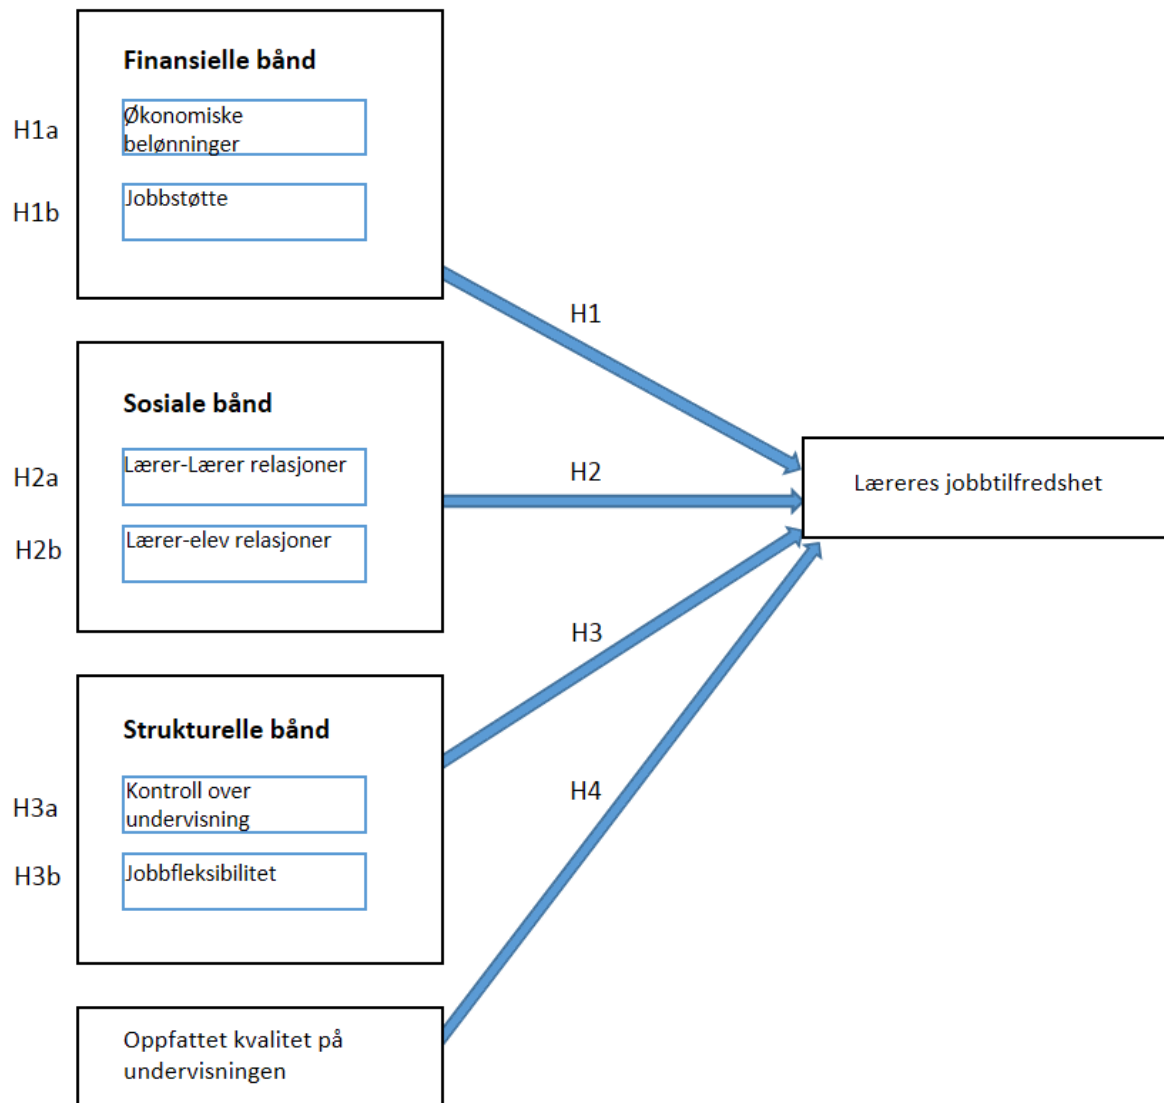 Finansielle bånd
H1a
Økonomiske
belønninger
H1b
Jobbstøtte
H1
Sosiale bånd
H2a
Lærer-Lærer relasjoner
H2
Læreres jobbtilfredshet
H2b
Lærer-elev relasjoner
H3
Strukturelle bånd
H3a
Kontroll over
undervisning
H4
H3b
Jobbfleksibilitet
Oppfattet kvalitet på
undervisningen